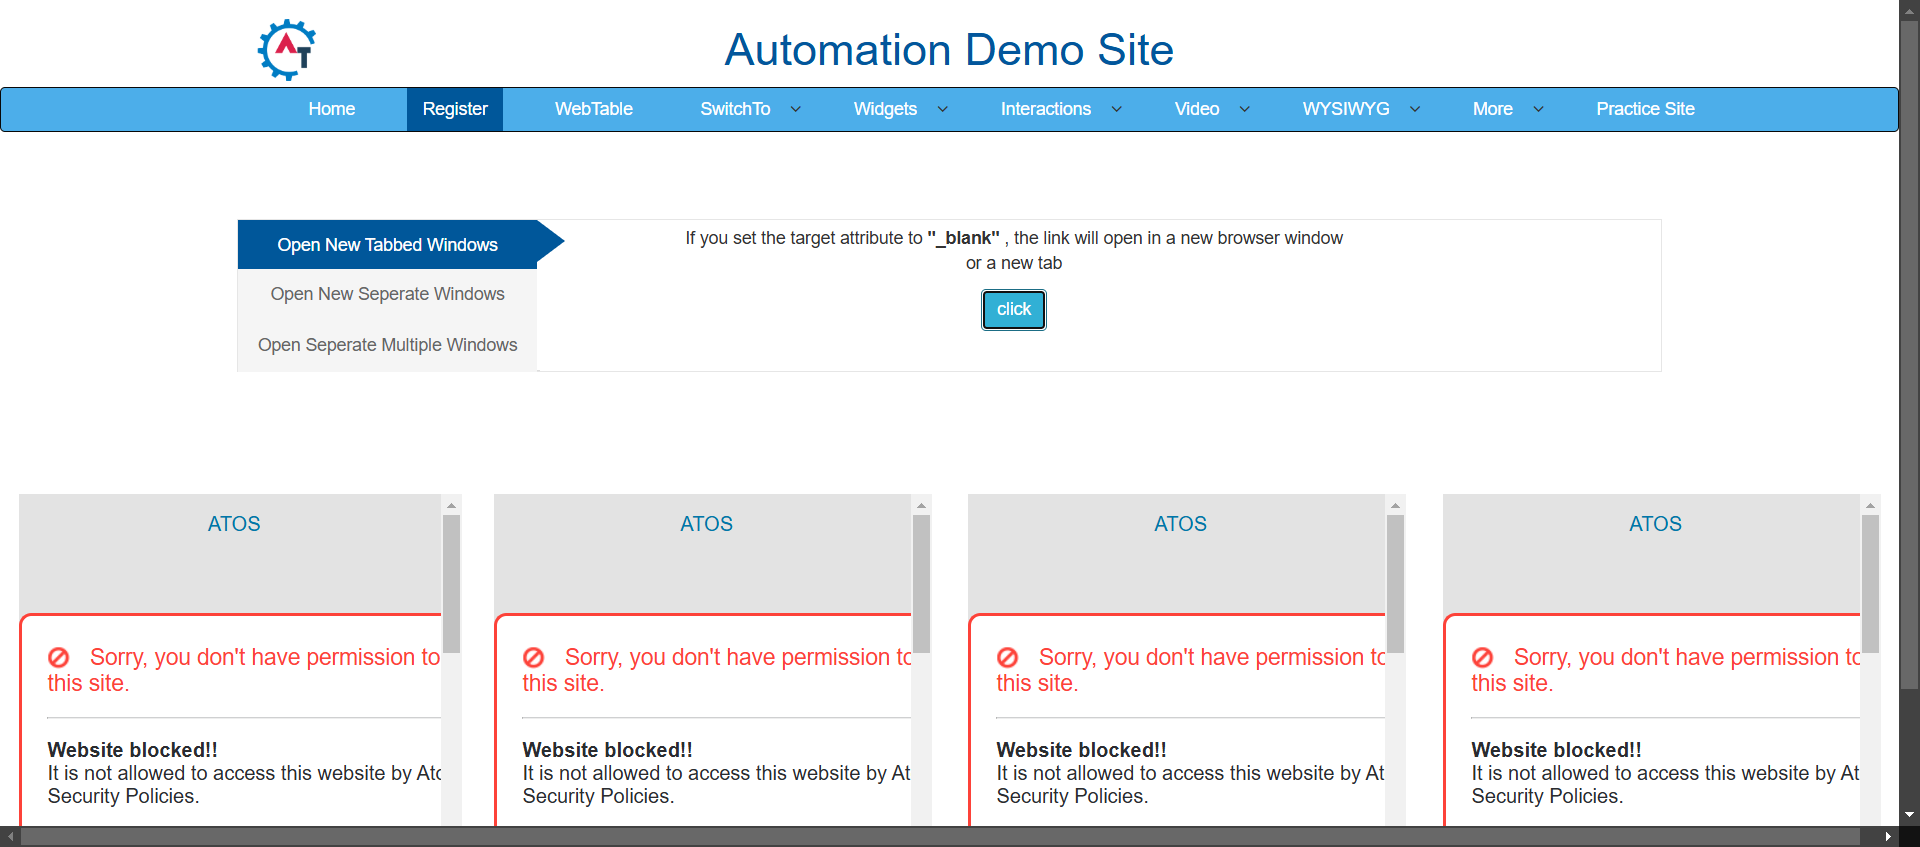 AT
Automation Demo Site
Home Register WebTable SwitchTo Widgets Interactions Video WYSIWYG More Practice Site
Open New Tabbed Windows
Open New Seperate Windows
Open Seperate Multiple Windows
If you set the target attribute to "_blank" , the link will open in a new browser window
or a new tab
click
ATOS
Sorry, you don't have permission to
this site.
Website blocked!!
It is not allowed to access this website by Ato
Security Policies.
ATOS
Sorry, you don't have permission to
this site.
Website blocked!!
It is not allowed to access this website by At
Security Policies.
ATOS
Sorry, you don't have permission to
this site.
Website blocked!!
It is not allowed to access this website by At
Security Policies.
ATOS
Sorry, you don't have permission to
this site.
Website blocked!!
It is not allowed to access this website by At
Security Policies.